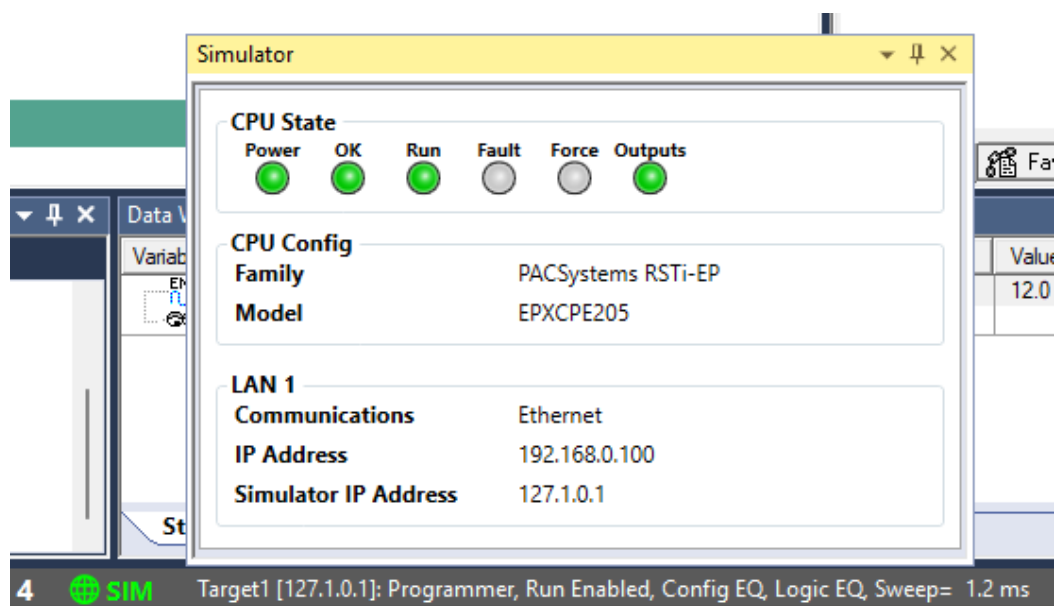 Simulator
CPU State
Power OK Run Fault Force Outputs
CPU Config
Family PACSystems RSTi-EP
Model EPXCPE205
LAN 1
Communications Ethernet
IP Address 192.168.0.100
Simulator IP Address 127.1.0.1
Fa
Data V
Variab
Value
12.0
St
4 SIM Target1 [127.1.0.1]: Programmer, Run Enabled, Config EQ, Logic EQ, Sweep= 1.2 ms